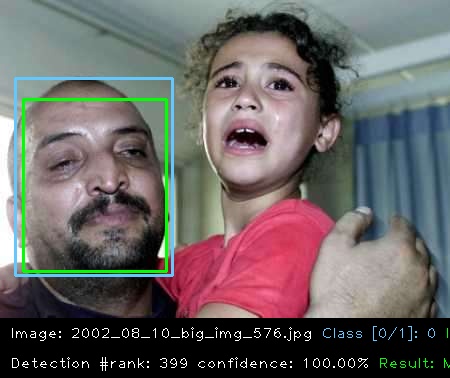 Image: 2002_08_10_big_img_576.jpg Class [0/1]: 0
Detection #rank: 399 confidence: 100.00% Result: